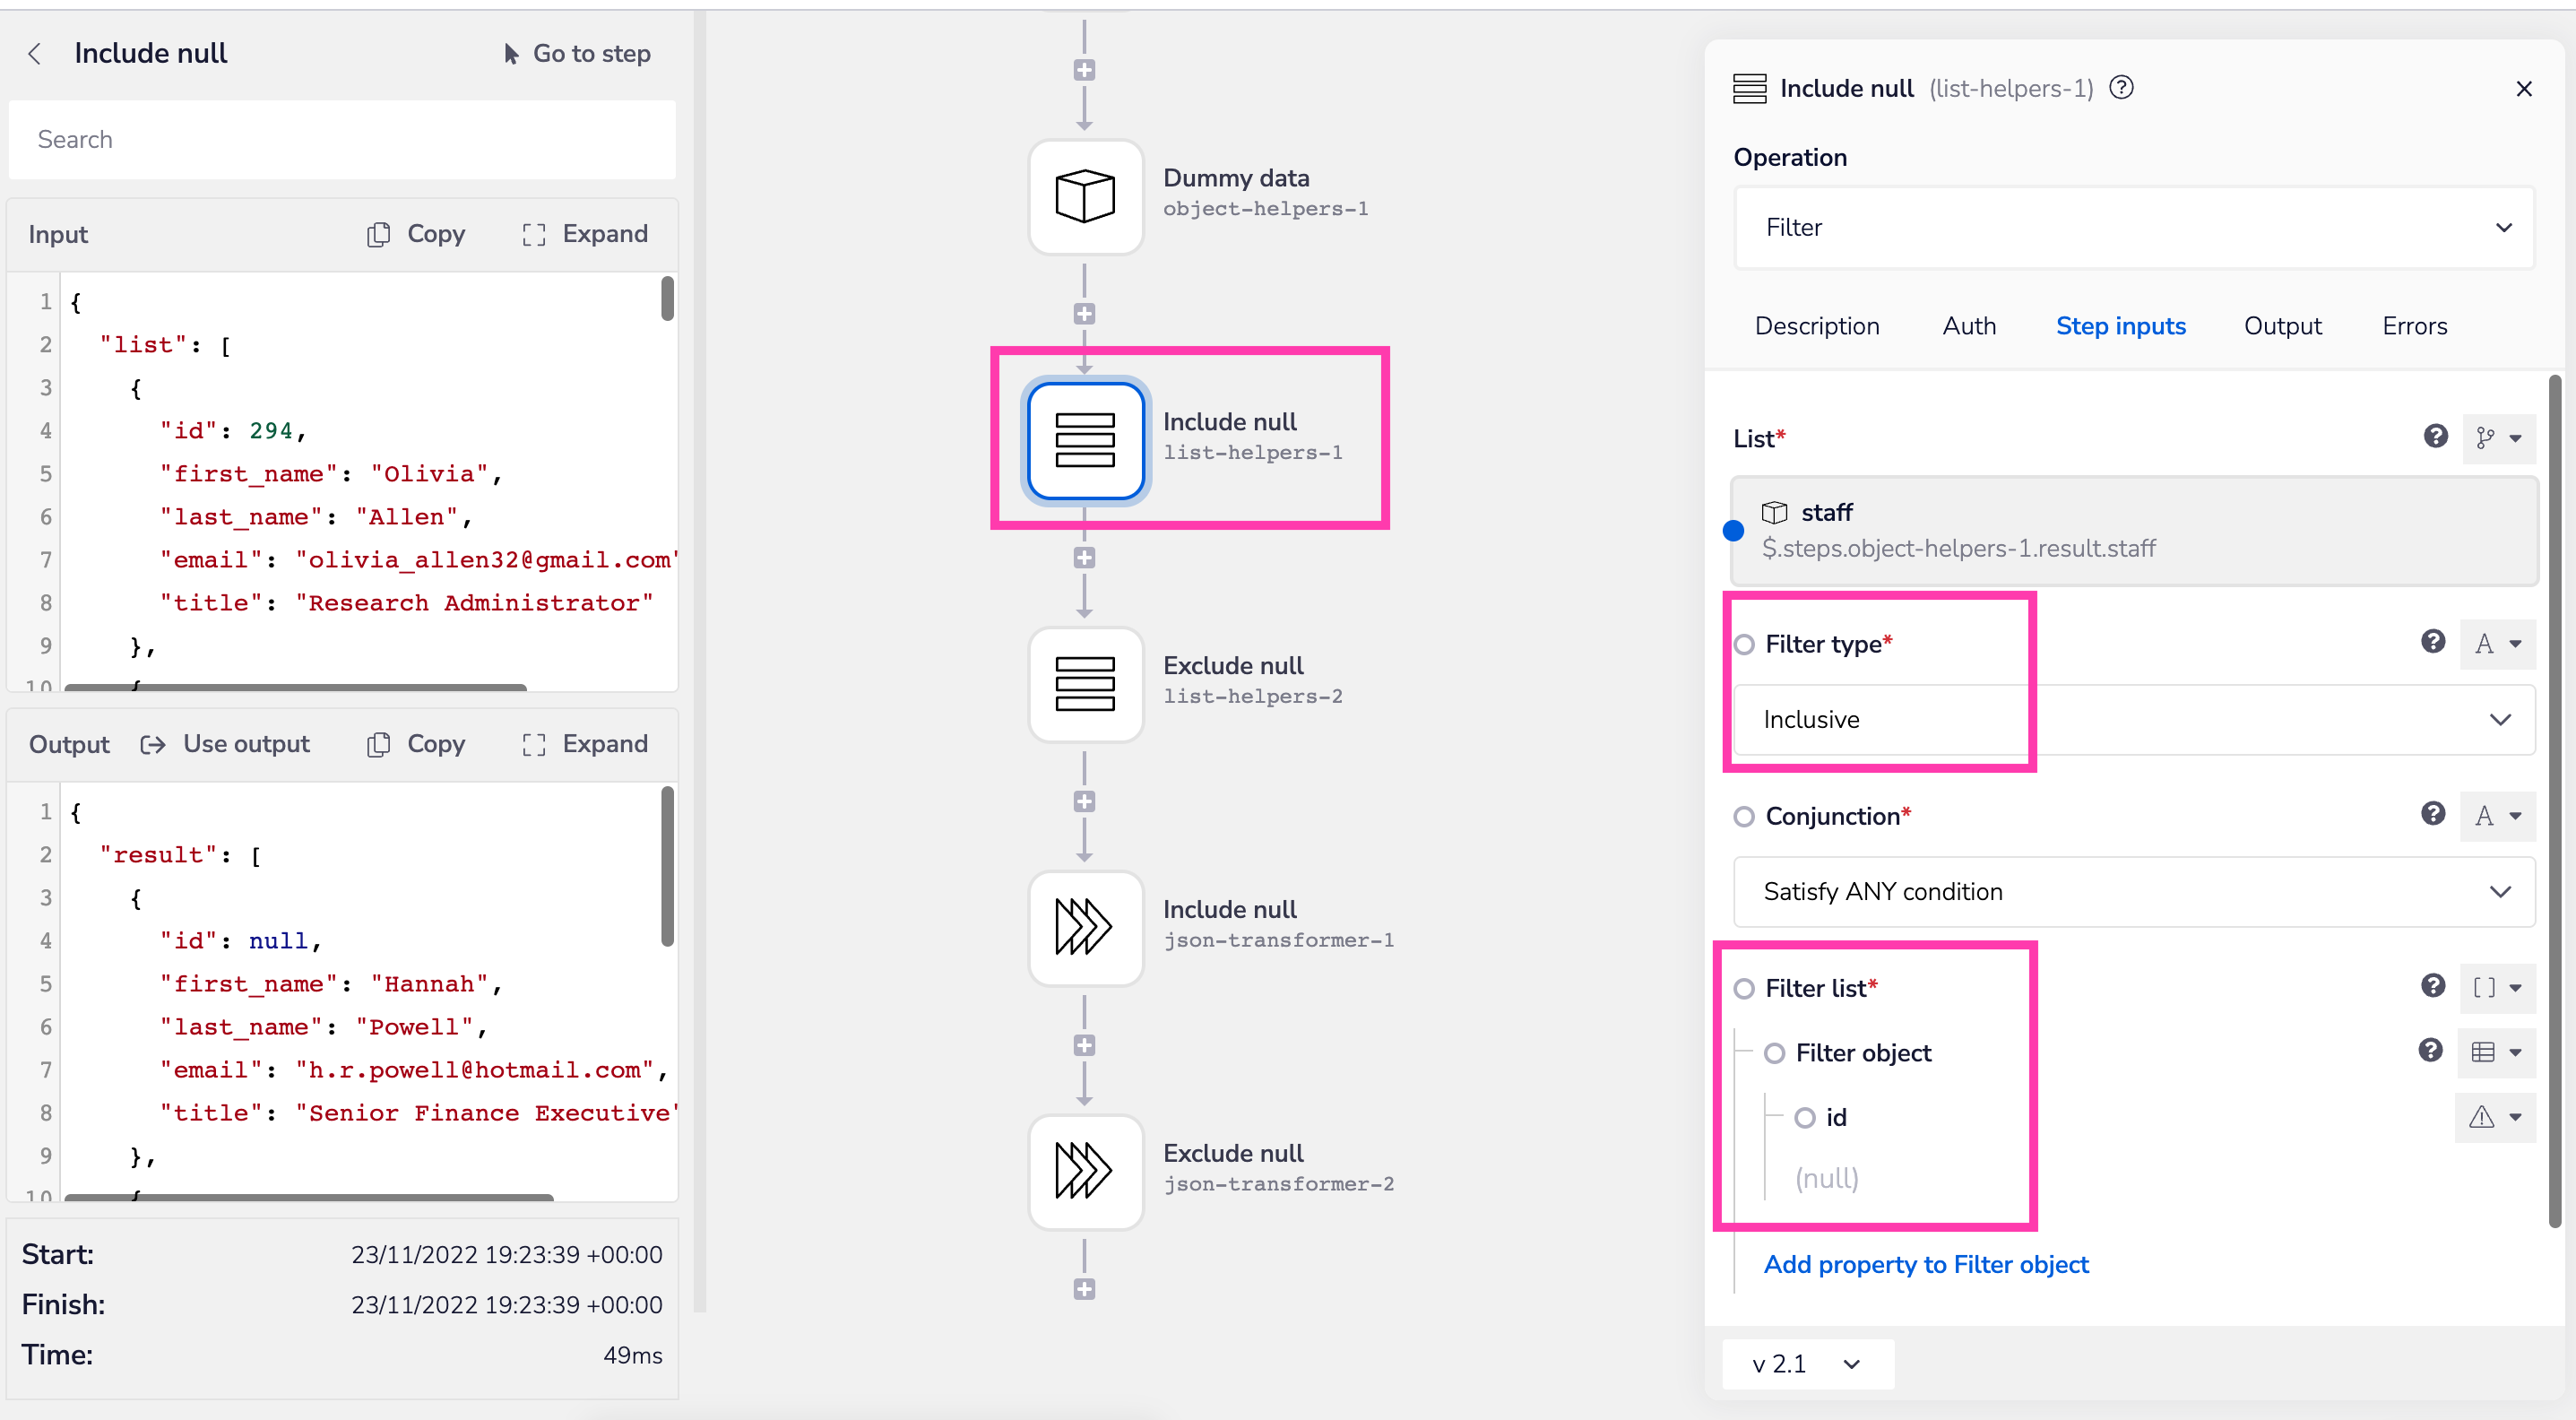 Include null
Go to step
Search
Input Copy Expand
1 {
2 "list": [
3 {
4 "id": 294,
5 "first_name": "Olivia",
6 "last_name": "Allen",
7 "email": "olivia_allen32@gmail.com"
8 "title": "Research Administrator"
9 },
10 {
Output Use output Copy Expand
1 {
2 "result": [
3 {
4 "id": null,
5 "first_name": "Hannah",
6 "last_name": "Powell",
7 "email": "h.r.powell@hotmail.com",
8 "title": "Senior Finance Executive"
9 },
10 {
Start: 23/11/2022 19:23:39 +00:00
Finish: 23/11/2022 19:23:39 +00:00
Time: 49ms
Dummy data
object-helpers-1
Include null
list-helpers-1
Exclude null
list-helpers-2
Include null
json-transformer-1
Exclude null
json-transformer-2
Include null (list-helpers-1)
Operation
Filter
Description Auth Step inputs Output Errors
List*
staff
$.steps.object-helpers-1.result.staff
Filter type*
A
Inclusive
Conjunction*
A
Satisfy ANY condition
Filter list*
[ ]
Filter object
id
(null)
Add property to Filter object
v 2.1